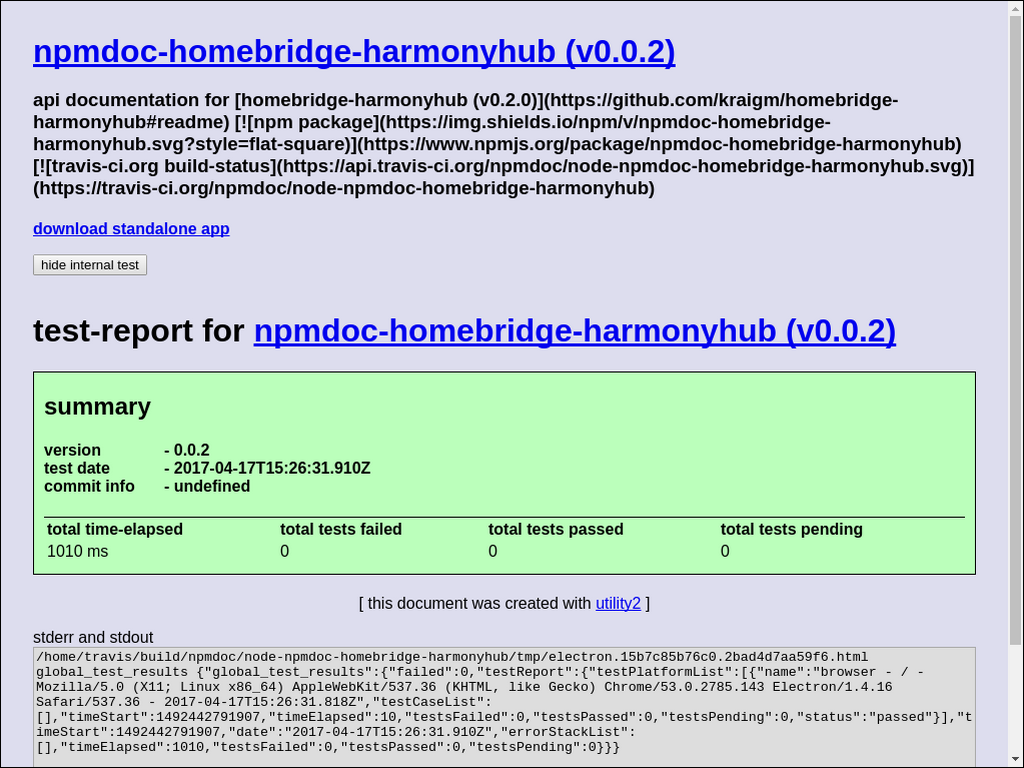 npmdoc-homebridge-harmonyhub (v0.0.2)
api documentation for [homebridge-harmonyhub (v0.2.0)](https://github.com/kraigm/homebridge-
harmonyhub#readme) [![npm package](https://img.shields.io/npm/v/npmdoc-homebridge-
harmonyhub.svg?style=flat-square)](https://www.npmjs.org/package/npmdoc-homebridge-harmonyhub)
[![travis-ci.org build-status](https://api.travis-ci.org/npmdoc/node-npmdoc-homebridge-harmonyhub.svg)]
(https://travis-ci.org/npmdoc/node-npmdoc-homebridge-harmonyhub)
download standalone app
hide internal test
test-report for npmdoc-homebridge-harmonyhub (v0.0.2)
summary
version - 0.0.2
test date - 2017-04-17T15:26:31.910Z
commit info - undefined
total time-elapsed total tests failed total tests passed total tests pending
1010 ms 0 0 0
[ this document was created with utility2 ]
stderr and stdout
/home/travis/build/npmdoc/node-npmdoc-homebridge-harmonyhub/tmp/electron.15b7c85b76c0.2bad4d7aa59f6.html
global_test_results {"global_test_results":{"failed":0,"testReport":{"testPlatformList":[{"name":"browser - / -
Mozilla/5.0 (X11; Linux x86_64) AppleWebKit/537.36 (KHTML, like Gecko) Chrome/53.0.2785.143 Electron/1.4.16
Safari/537.36 - 2017-04-17T15:26:31.818Z","testCaseList":
[],"timeStart":1492442791907,"timeElapsed":10,"testsFailed":0,"testsPassed":0,"testsPending":0,"status":"passed"}],"t
imeStart":1492442791907,"date":"2017-04-17T15:26:31.910Z","errorStackList":
[],"timeElapsed":1010,"testsFailed":0,"testsPassed":0,"testsPending":0}}}